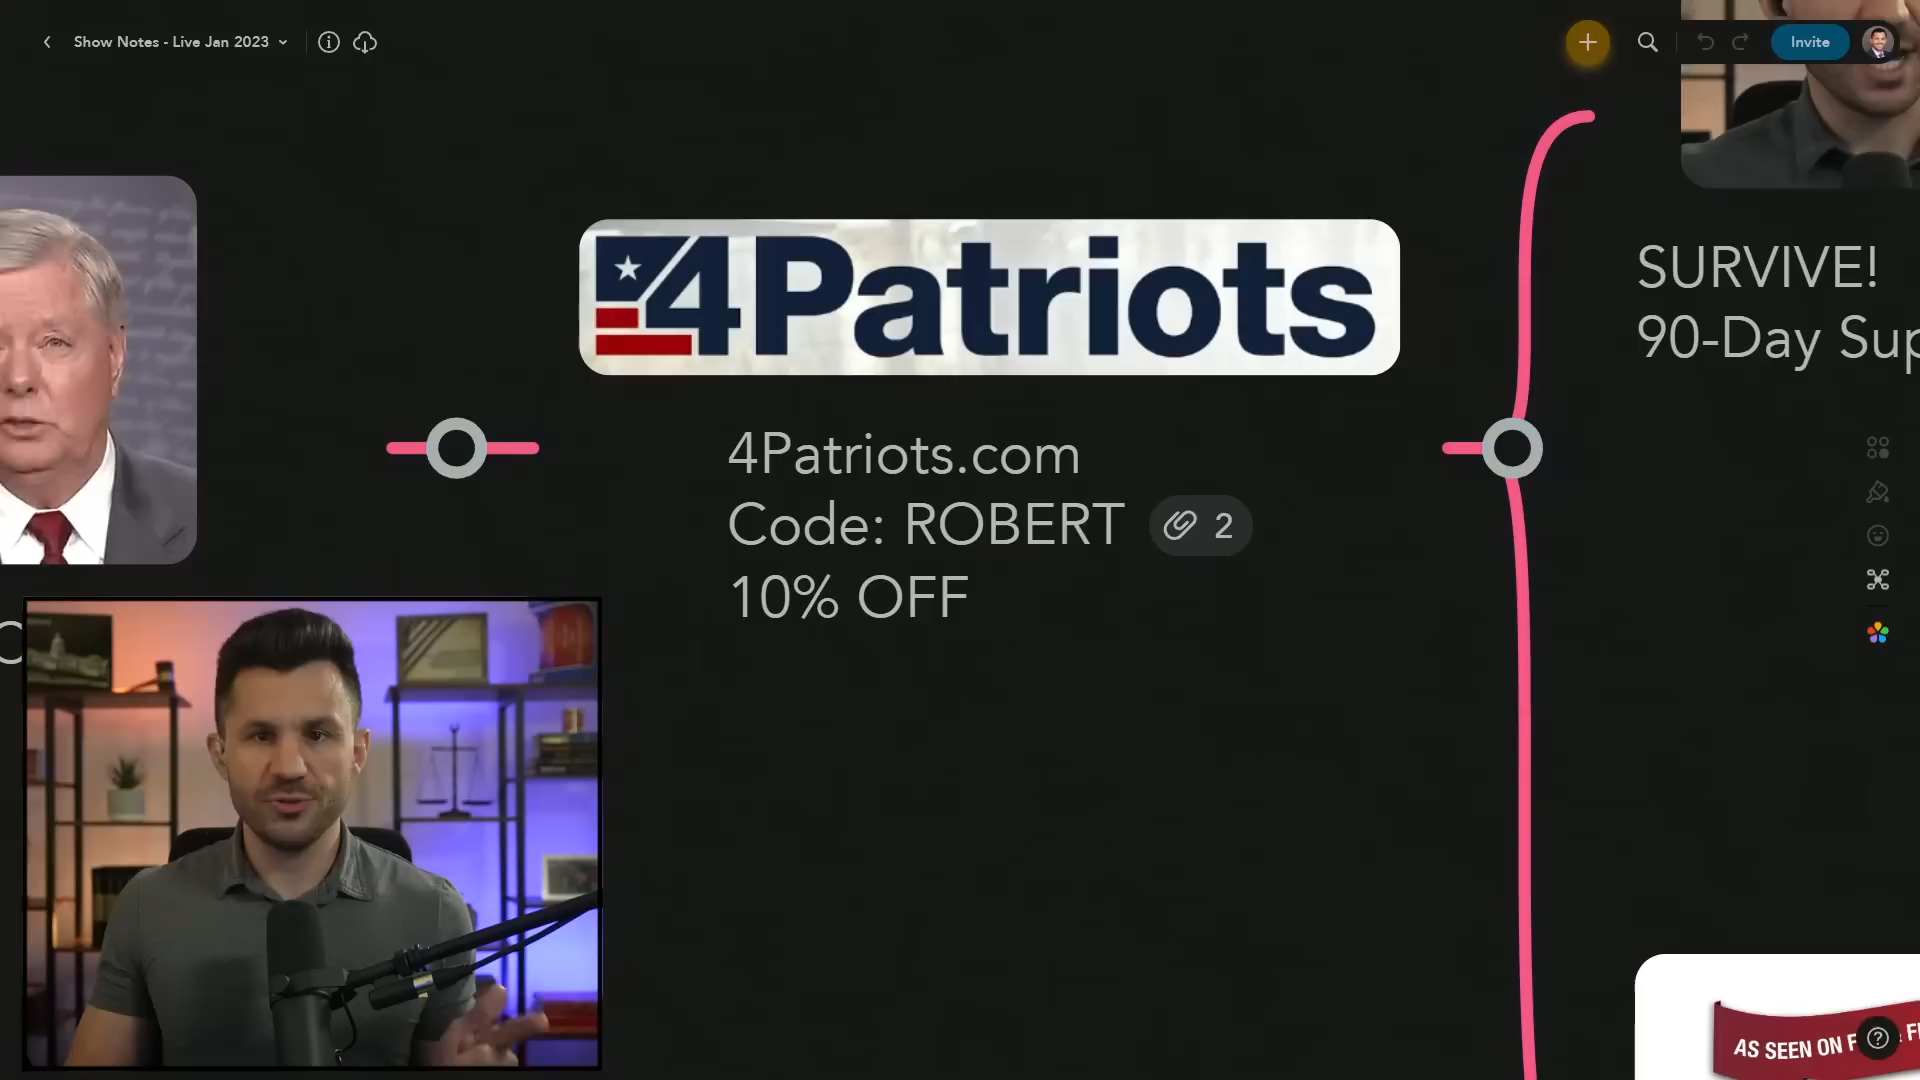 Show Notes - Live Jan 2023
Invite
4Patriots
4Patriots.com
Code: ROBERT 2
10% OFF
SURVIVE!
90-Day
AS SEEN ON